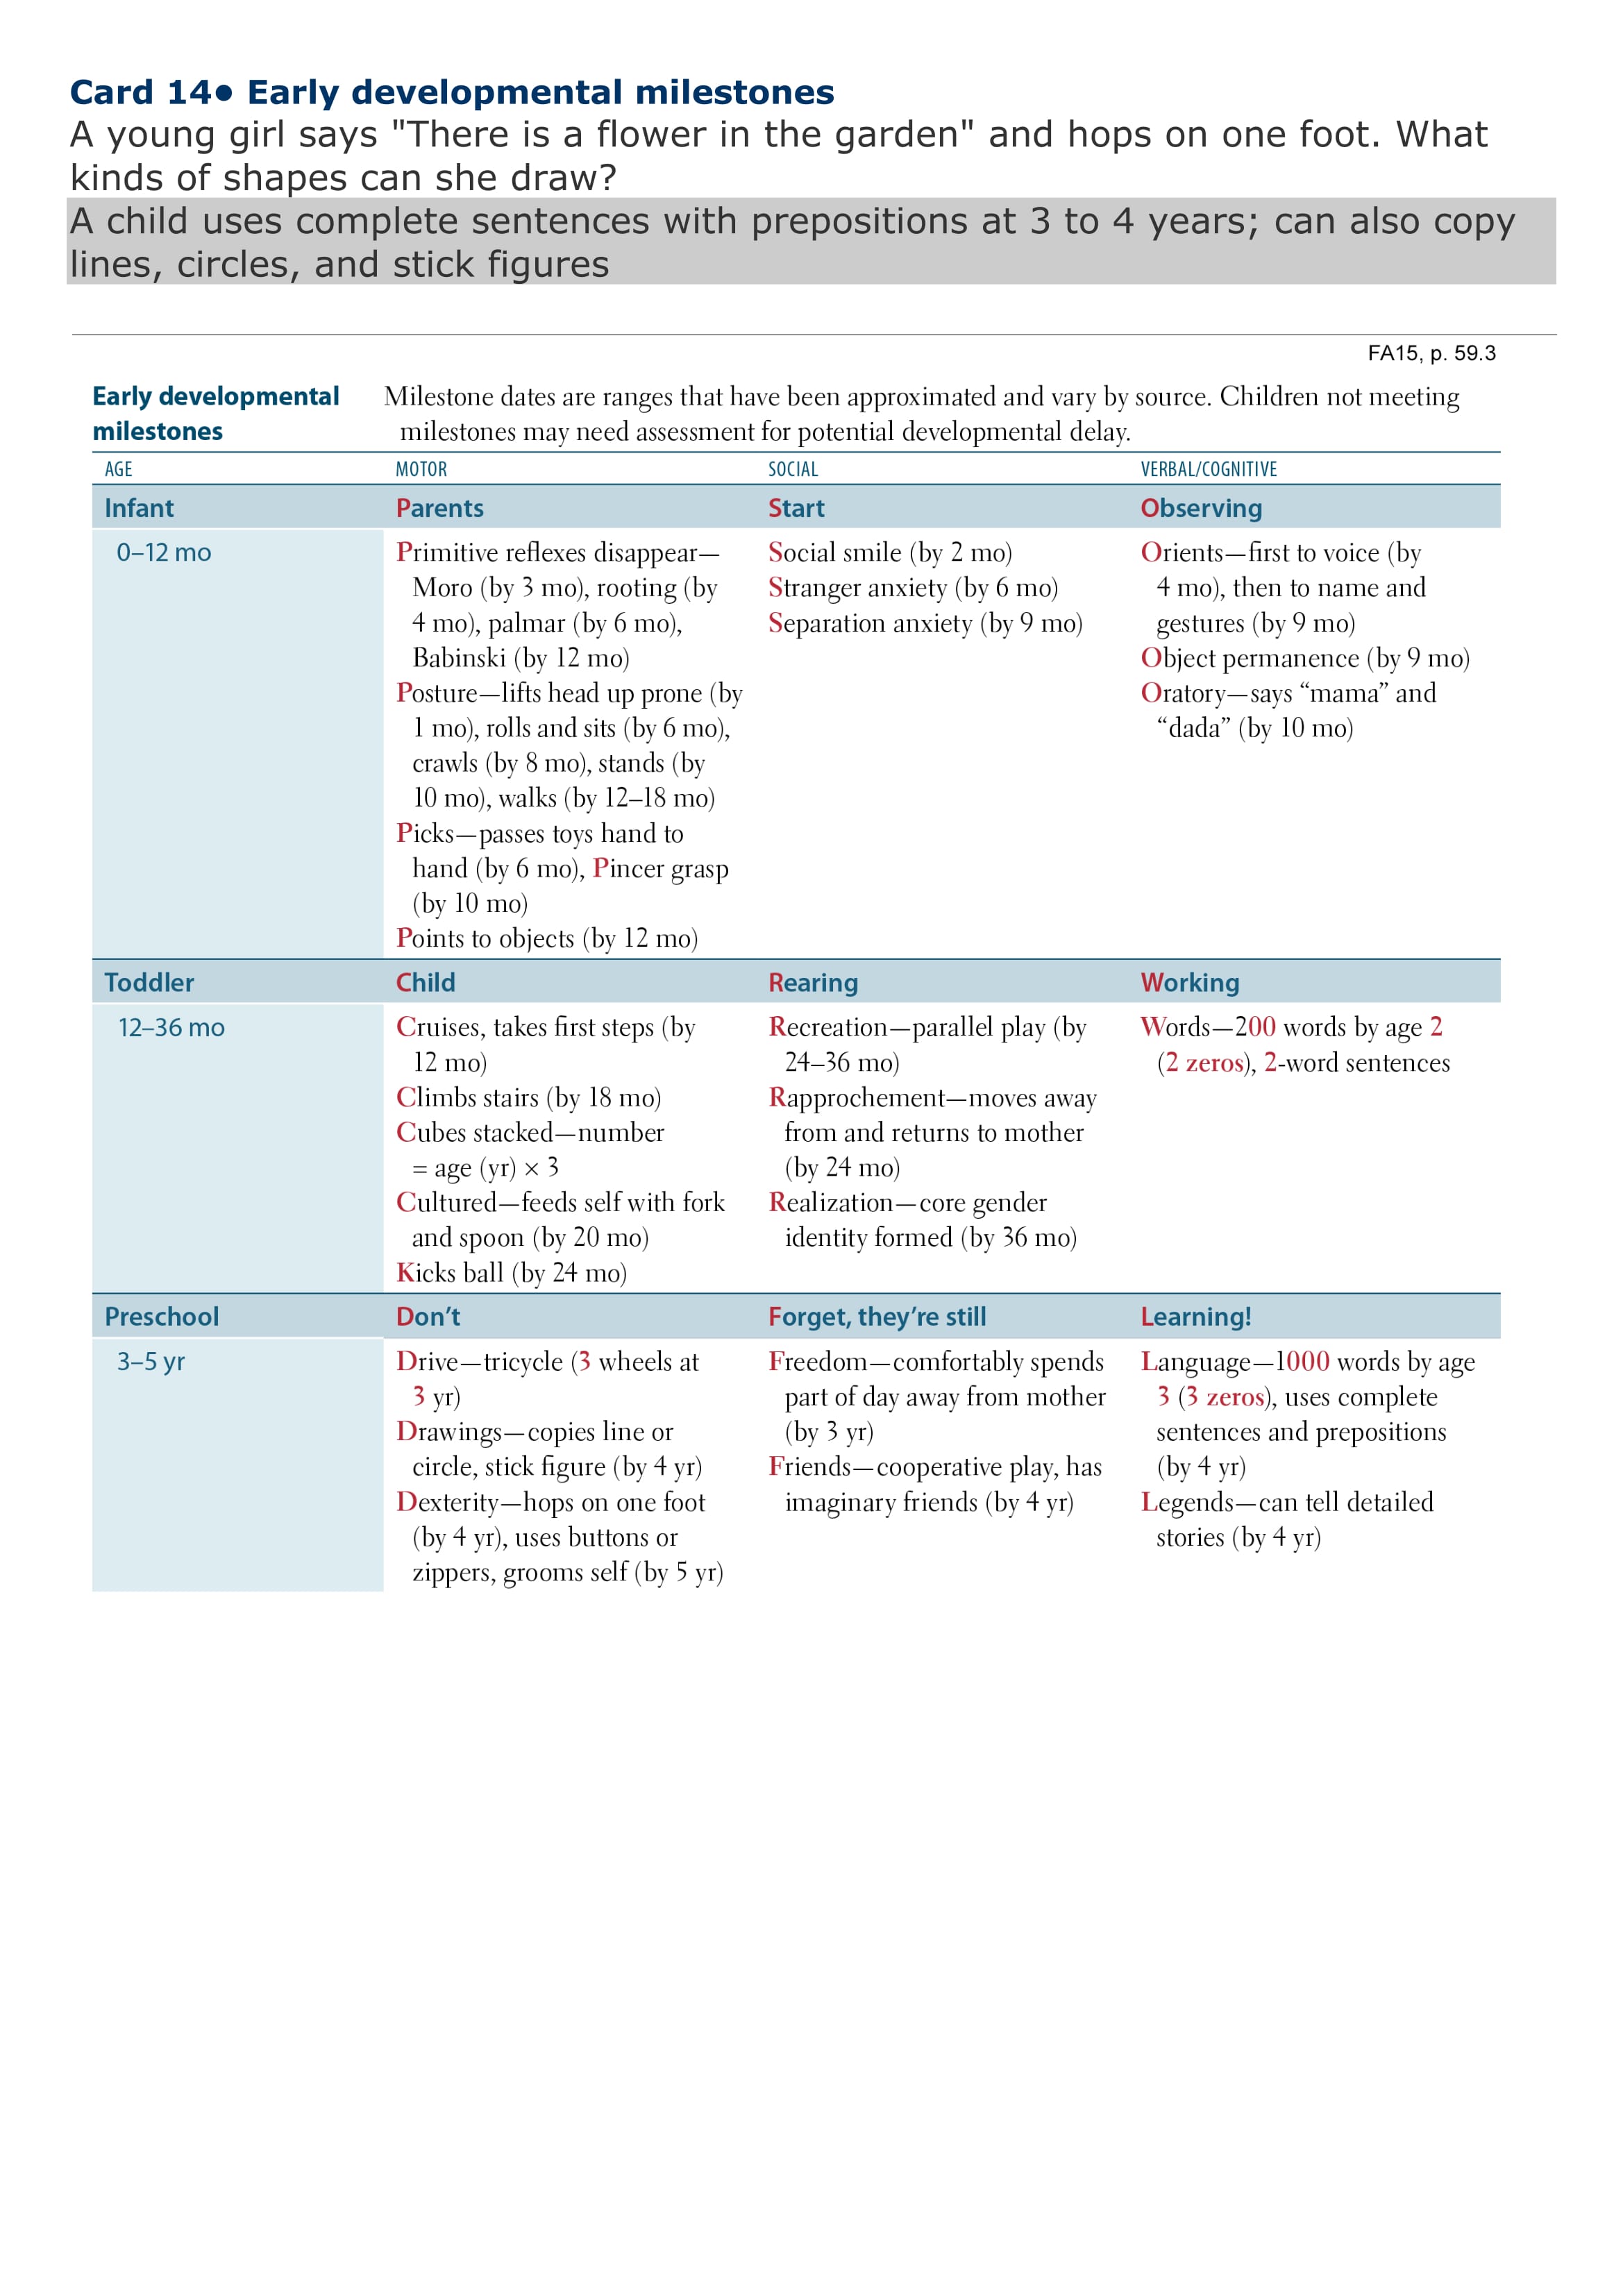 Card 14● Early developmental milestones
A young girl says "There is a flower in the garden" and hops on one foot. What
kinds of shapes can she draw?
A child uses complete sentences with prepositions at 3 to 4 years; can also copy
lines, circles, and stick figures
FA15, p. 59.3
Early developmental
milestones
Milestone dates are ranges that have been approximated and vary by source. Children not meeting
milestones may need assessment for potential developmental delay.
AGE MOTOR SOCIAL VERBAL/COGNITIVE
Infant Parents Start Observing
0–12 mo
Primitive reflexes disappear—
Moro (by 3 mo), rooting (by
4 mo), palmar (by 6 mo),
Babinski (by 12 mo)
Posture—lifts head up prone (by
1 mo), rolls and sits (by 6 mo),
crawls (by 8 mo), stands (by
10 mo), walks (by 12–18 mo)
Picks—passes toys hand to
hand (by 6 mo), Pincer grasp
(by 10 mo)
Points to objects (by 12 mo)
Social smile (by 2 mo)
Stranger anxiety (by 6 mo)
Separation anxiety (by 9 mo)
Orients—first to voice (by
4 mo), then to name and
gestures (by 9 mo)
Object permanence (by 9 mo)
Oratory—says “mama” and
“dada” (by 10 mo)
Toddler Child Rearing Working
12–36 mo
Cruises, takes first steps (by
12 mo)
Climbs stairs (by 18 mo)
Cubes stacked—number
= age (yr) × 3
Cultured—feeds self with fork
and spoon (by 20 mo)
Kicks ball (by 24 mo)
Recreation—parallel play (by
24–36 mo)
Rapprochement—moves away
from and returns to mother
(by 24 mo)
Realization—core gender
identity formed (by 36 mo)
Words—200 words by age 2
(2 zeros), 2-word sentences
Preschool Don’t Forget, they’re still Learning!
3–5 yr
Drive—tricycle (3 wheels at
3 yr)
Drawings—copies line or
circle, stick figure (by 4 yr)
Dexterity—hops on one foot
(by 4 yr), uses buttons or
zippers, grooms self (by 5 yr)
Freedom—comfortably spends
part of day away from mother
(by 3 yr)
Friends—cooperative play, has
imaginary friends (by 4 yr)
Language—1000 words by age
3 (3 zeros), uses complete
sentences and prepositions
(by 4 yr)
Legends—can tell detailed
stories (by 4 yr)